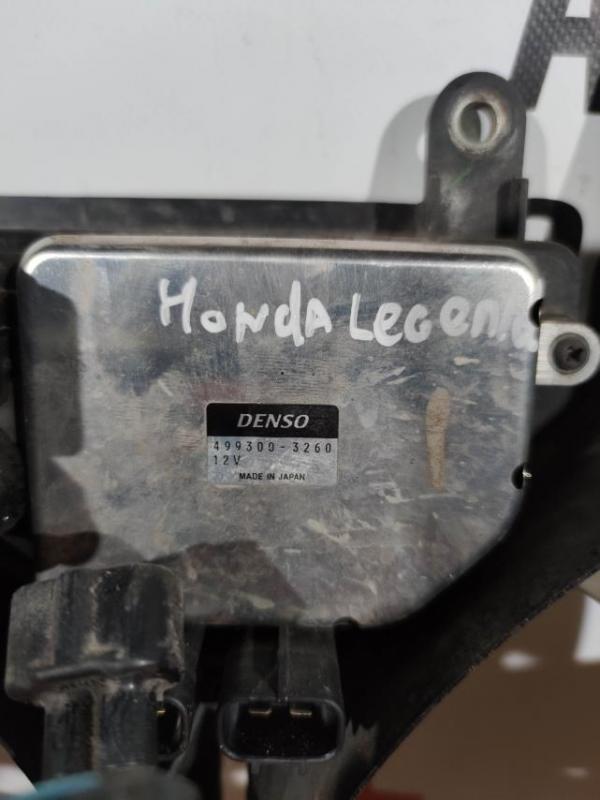 HONDA LEGEND
DENSO
499300-3260
12V
MADE IN JAPAN